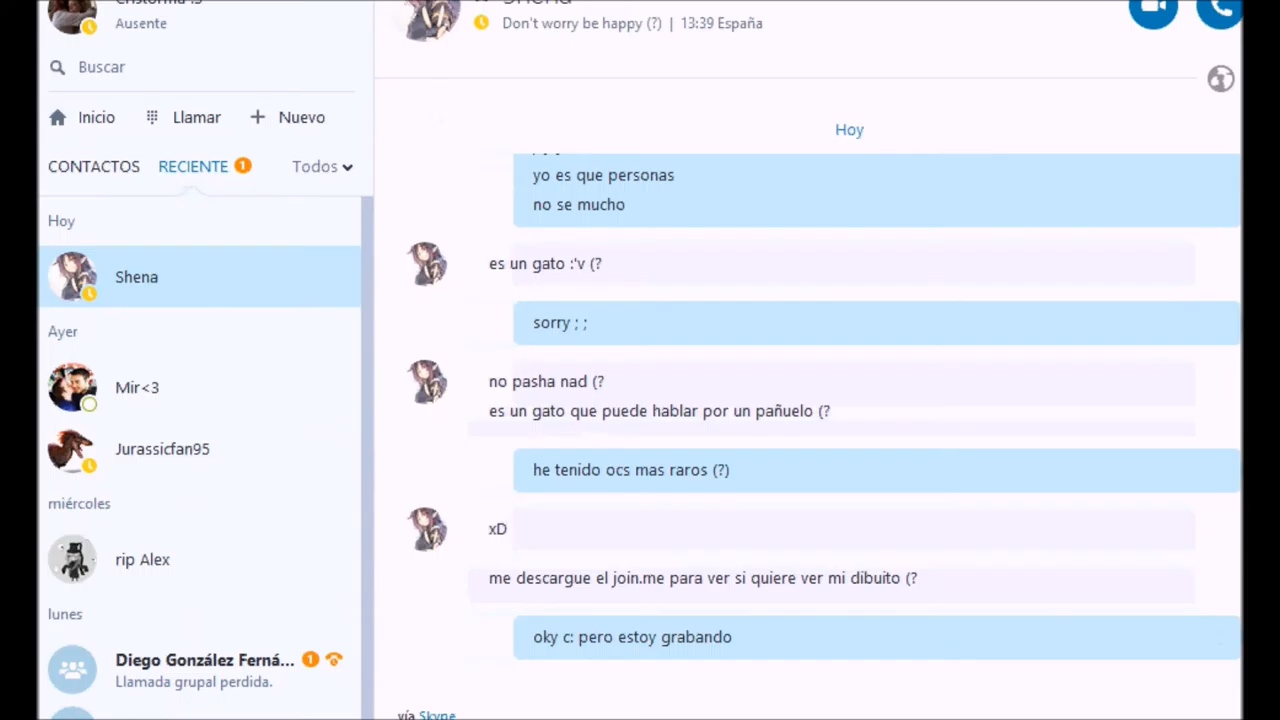 Ausente
Buscar
Inicio
Llamar
Nuevo
CONTACTOS
RECIENTE 1
Todos
Hoy
Shena
Ayer
Mir<3
Jurassicfan95
miércoles
rip Alex
lunes
Diego González Ferná... 1
Llamada grupal perdida.
Shena
Don't worry be happy (?) | 13:39 España
Hoy
yo es que personas
no se mucho
es un gato :'v (?
sorry ; ;
no pasha nad (?
es un gato que puede hablar por un pañuelo (?
he tenido ocs mas raros (?)
xD
me descargue el join.me para ver si quiere ver mi dibuito (?
oky c: pero estoy grabando
vía Skype